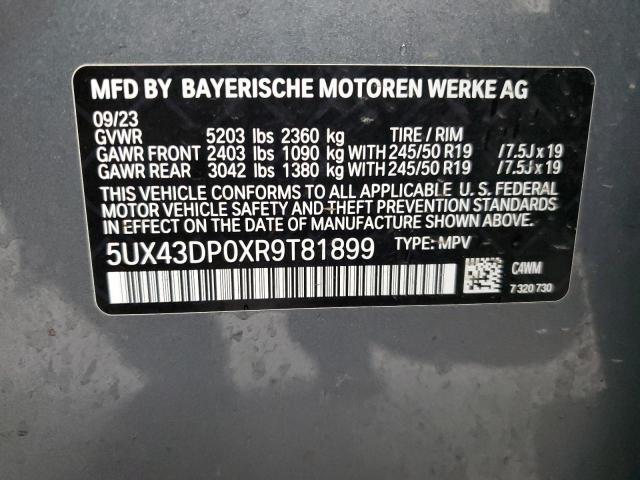 MFD BY BAYERISCHE MOTOREN WERKE AG
09/23
GVWR 5203 lbs 2360 kg TIRE / RIM
GAWR FRONT 2403 lbs 1090 kg WITH 245/50 R19 /7.5J x 19
GAWR REAR 3042 lbs 1380 kg WITH 245/50 R19 /7.5J x 19
THIS VEHICLE CONFORMS TO ALL APPLICABLE U. S. FEDERAL
MOTOR VEHICLE SAFETY AND THEFT PREVENTION STANDARDS
IN EFFECT ON THE DATE OF MANUFACTURE SHOWN ABOVE.
5UX43DP0XR9T81899 TYPE: MPV
C4WM
7 320 730